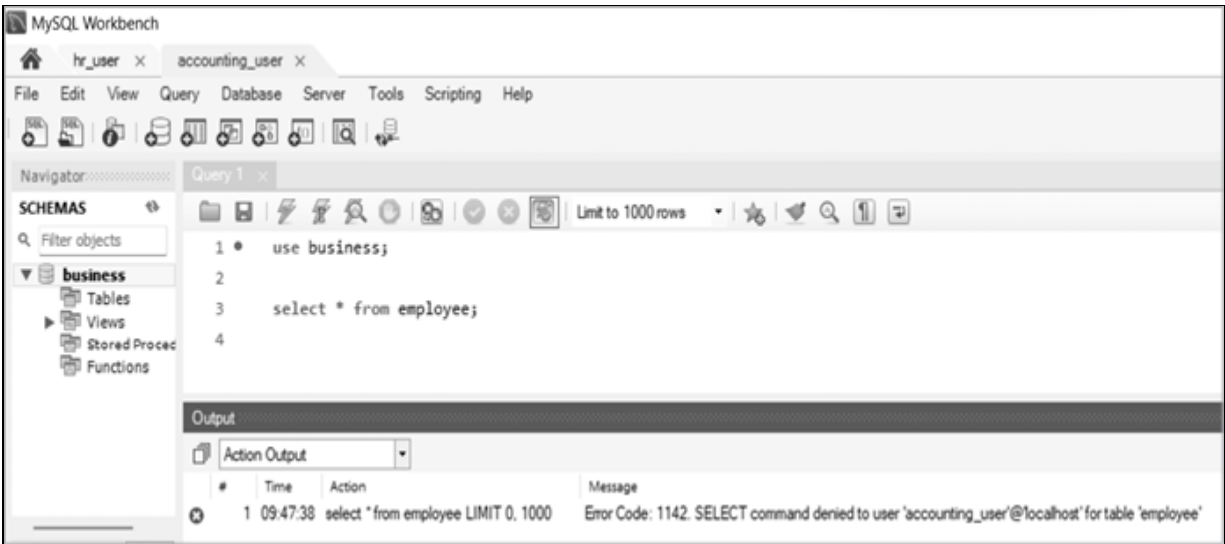 MySQL Workbench
hr_user × accounting_user ×
File Edit View Query Database Server Tools Scripting Help
Navigator
Query 1 ×
SCHEMAS
Limit to 1000 rows
Filter objects
1 use business;
business
2
Tables
3 select * from employee;
Views
4
Stored Proced
Functions
Output
Action Output
# Time Action Message
1 09:47:38 select * from employee LIMIT 0, 1000 Error Code: 1142. SELECT command denied to user 'accounting_user'@'localhost' for table 'employee'